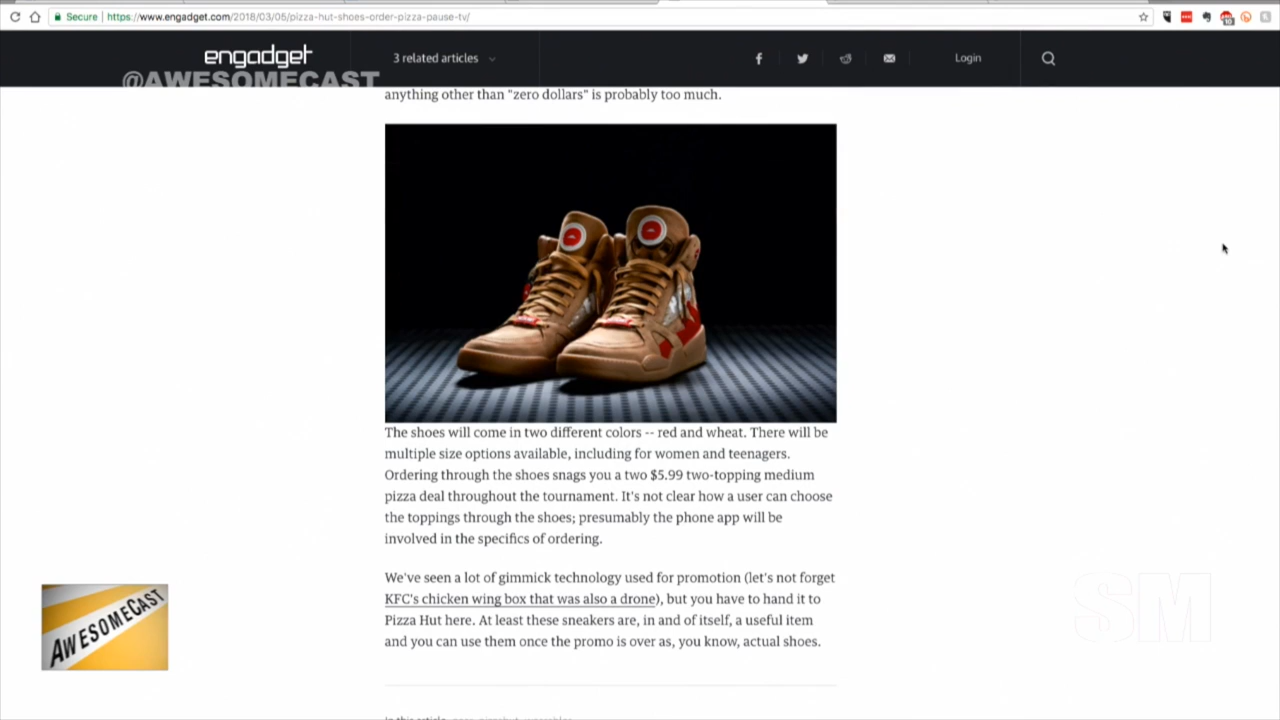 Secure | https://www.engadget.com/2018/03/05/pizza-hut-shoes-order-pizza-pause-tv/
engadget
3 related articles
Login
@AWESOMECAST
anything other than "zero dollars" is probably too much.
The shoes will come in two different colors -- red and wheat. There will be
multiple size options available, including for women and teenagers.
Ordering through the shoes snags you a two $5.99 two-topping medium
pizza deal throughout the tournament. It's not clear how a user can choose
the toppings through the shoes; presumably the phone app will be
involved in the specifics of ordering.
We've seen a lot of gimmick technology used for promotion (let's not forget
KFC's chicken wing box that was also a drone), but you have to hand it to
Pizza Hut here. At least these sneakers are, in and of itself, a useful item
and you can use them once the promo is over as, you know, actual shoes.
AWESOMECAST
SM